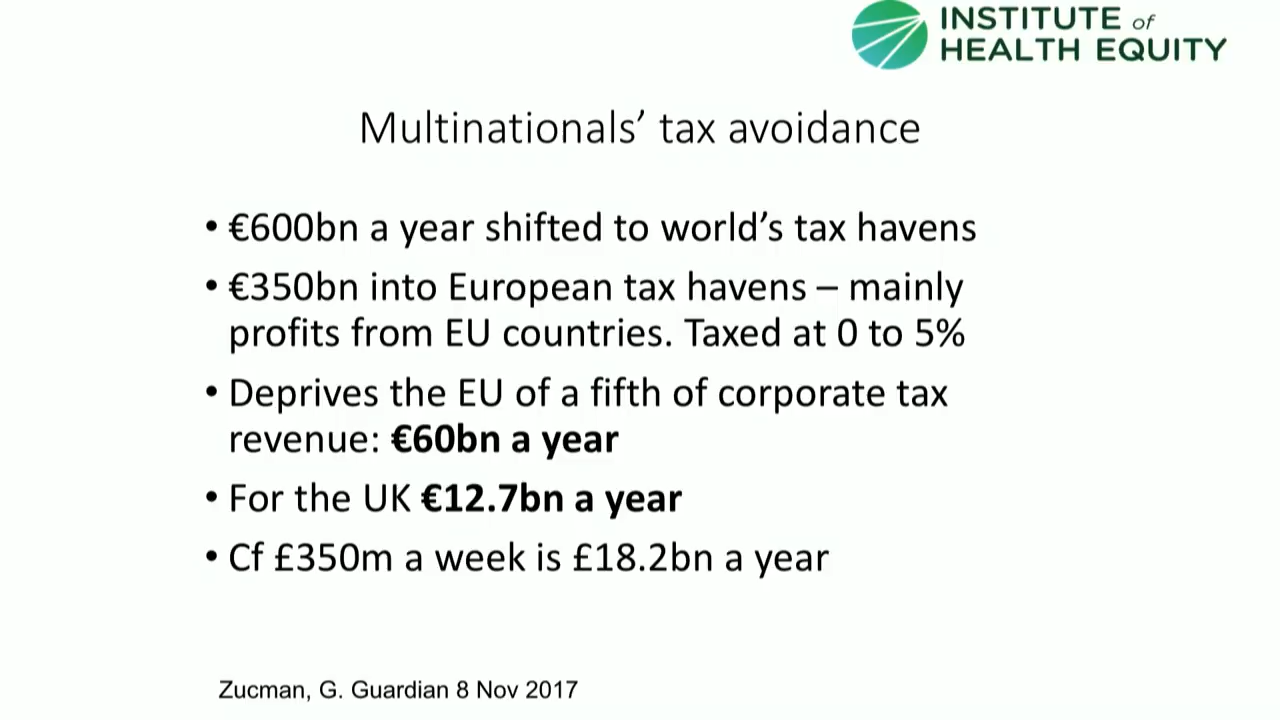 INSTITUTE of
HEALTH EQUITY
Multinationals’ tax avoidance
• €600bn a year shifted to world’s tax havens
• €350bn into European tax havens – mainly
profits from EU countries. Taxed at 0 to 5%
• Deprives the EU of a fifth of corporate tax
revenue: €60bn a year
• For the UK €12.7bn a year
• Cf £350m a week is £18.2bn a year
Zucman, G. Guardian 8 Nov 2017